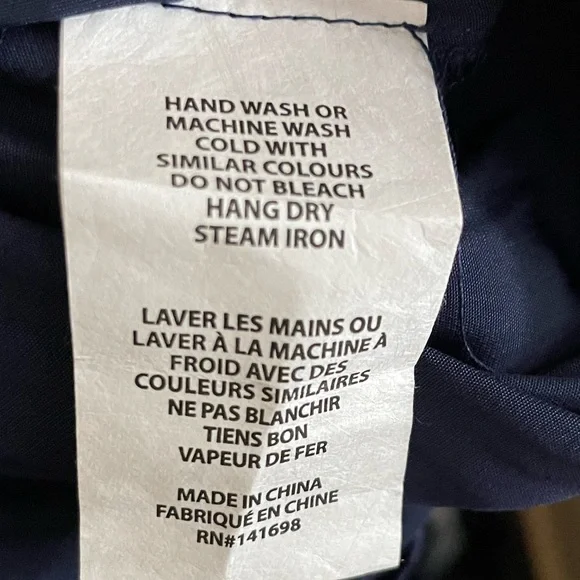 HAND WASH OR
MACHINE WASH
COLD WITH
SIMILAR COLOURS
DO NOT BLEACH
HANG DRY
STEAM IRON
LAVER LES MAINS OU
LAVER À LA MACHINE À
FROID AVEC DES
COULEURS SIMILAIRES
NE PAS BLANCHIR
TIENS BON
VAPEUR DE FER
MADE IN CHINA
FABRIQUÉ EN CHINE
RN#141698